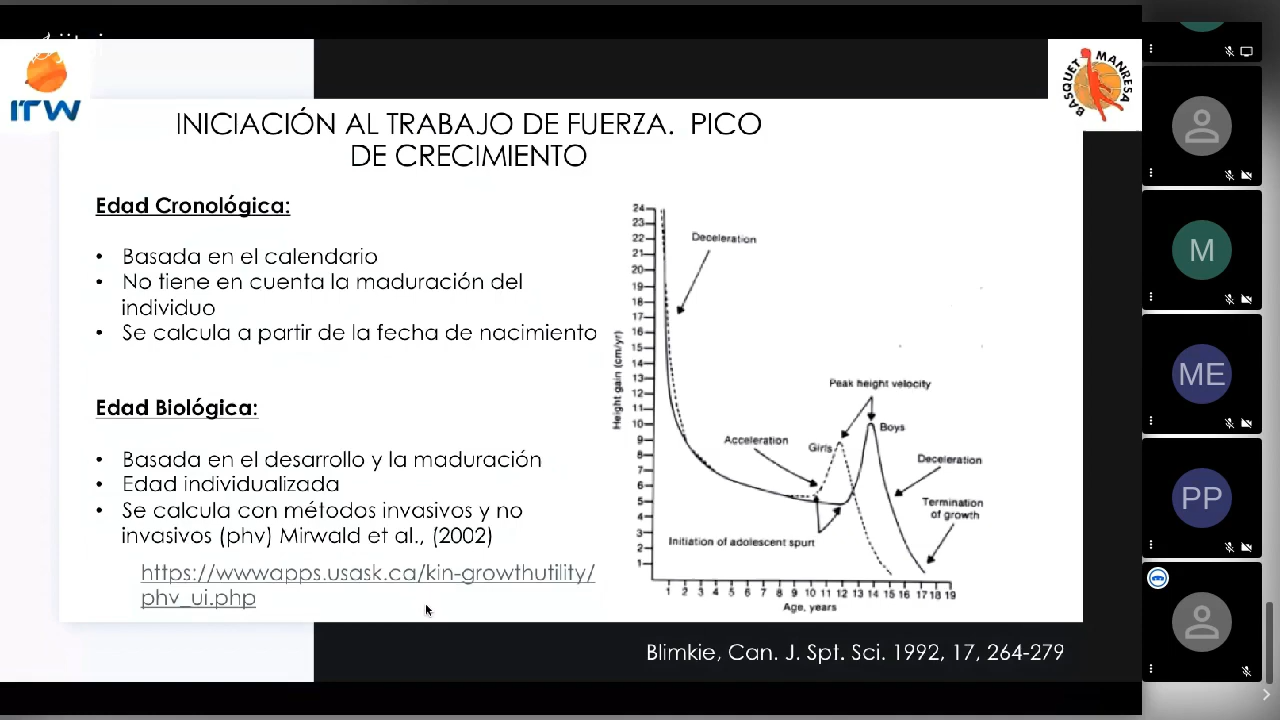 ITW
BASQUET MANRESA
INICIACIÓN AL TRABAJO DE FUERZA. PICO
DE CRECIMIENTO
Edad Cronológica:
• Basada en el calendario
• No tiene en cuenta la maduración del
individuo
• Se calcula a partir de la fecha de nacimiento
Edad Biológica:
• Basada en el desarrollo y la maduración
• Edad individualizada
• Se calcula con métodos invasivos y no
invasivos (phv) Mirwald et al., (2002)
https://wwwapps.usask.ca/kin-growthutility/
phv_ui.php
Height gain (cm/yr)
24
23
22
21
20
19
18
17
16
15
14
13
12
11
10
9
8
7
6
5
4
3
2
1
Deceleration
Peak height velocity
Boys
Girls
Acceleration
Deceleration
Termination
of growth
Initiation of adolescent spurt
1 2 3 4 5 6 7 8 9 10 11 12 13 14 15 16 17 18 19
Age, years
Blimkie, Can. J. Spt. Sci. 1992, 17, 264-279
M
ME
PP